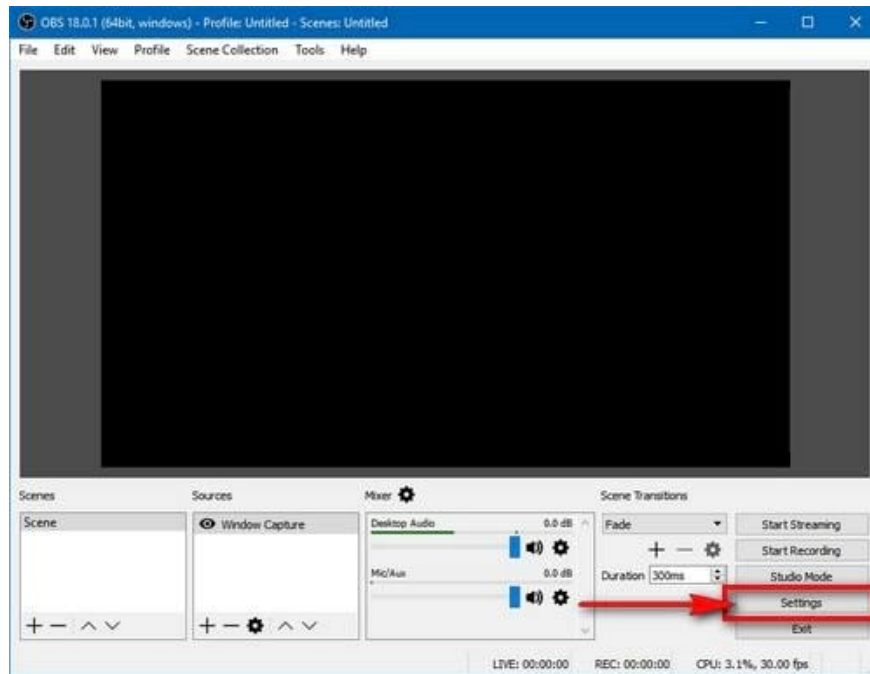 OBS 18.0.1 (64bit, windows) - Profile: Untitled - Scenes: Untitled
File Edit View Profile Scene Collection Tools Help
Scenes
Sources
Mixer
Scene Transitions
Scene
Window Capture
Desktop Audio 0.0 dB
Fade
Start Streaming
Start Recording
Mic/Aux 0.0 dB
Duration 300ms
Studio Mode
Settings
Exit
LIVE: 00:00:00 REC: 00:00:00 CPU: 3.1%, 30.00 fps